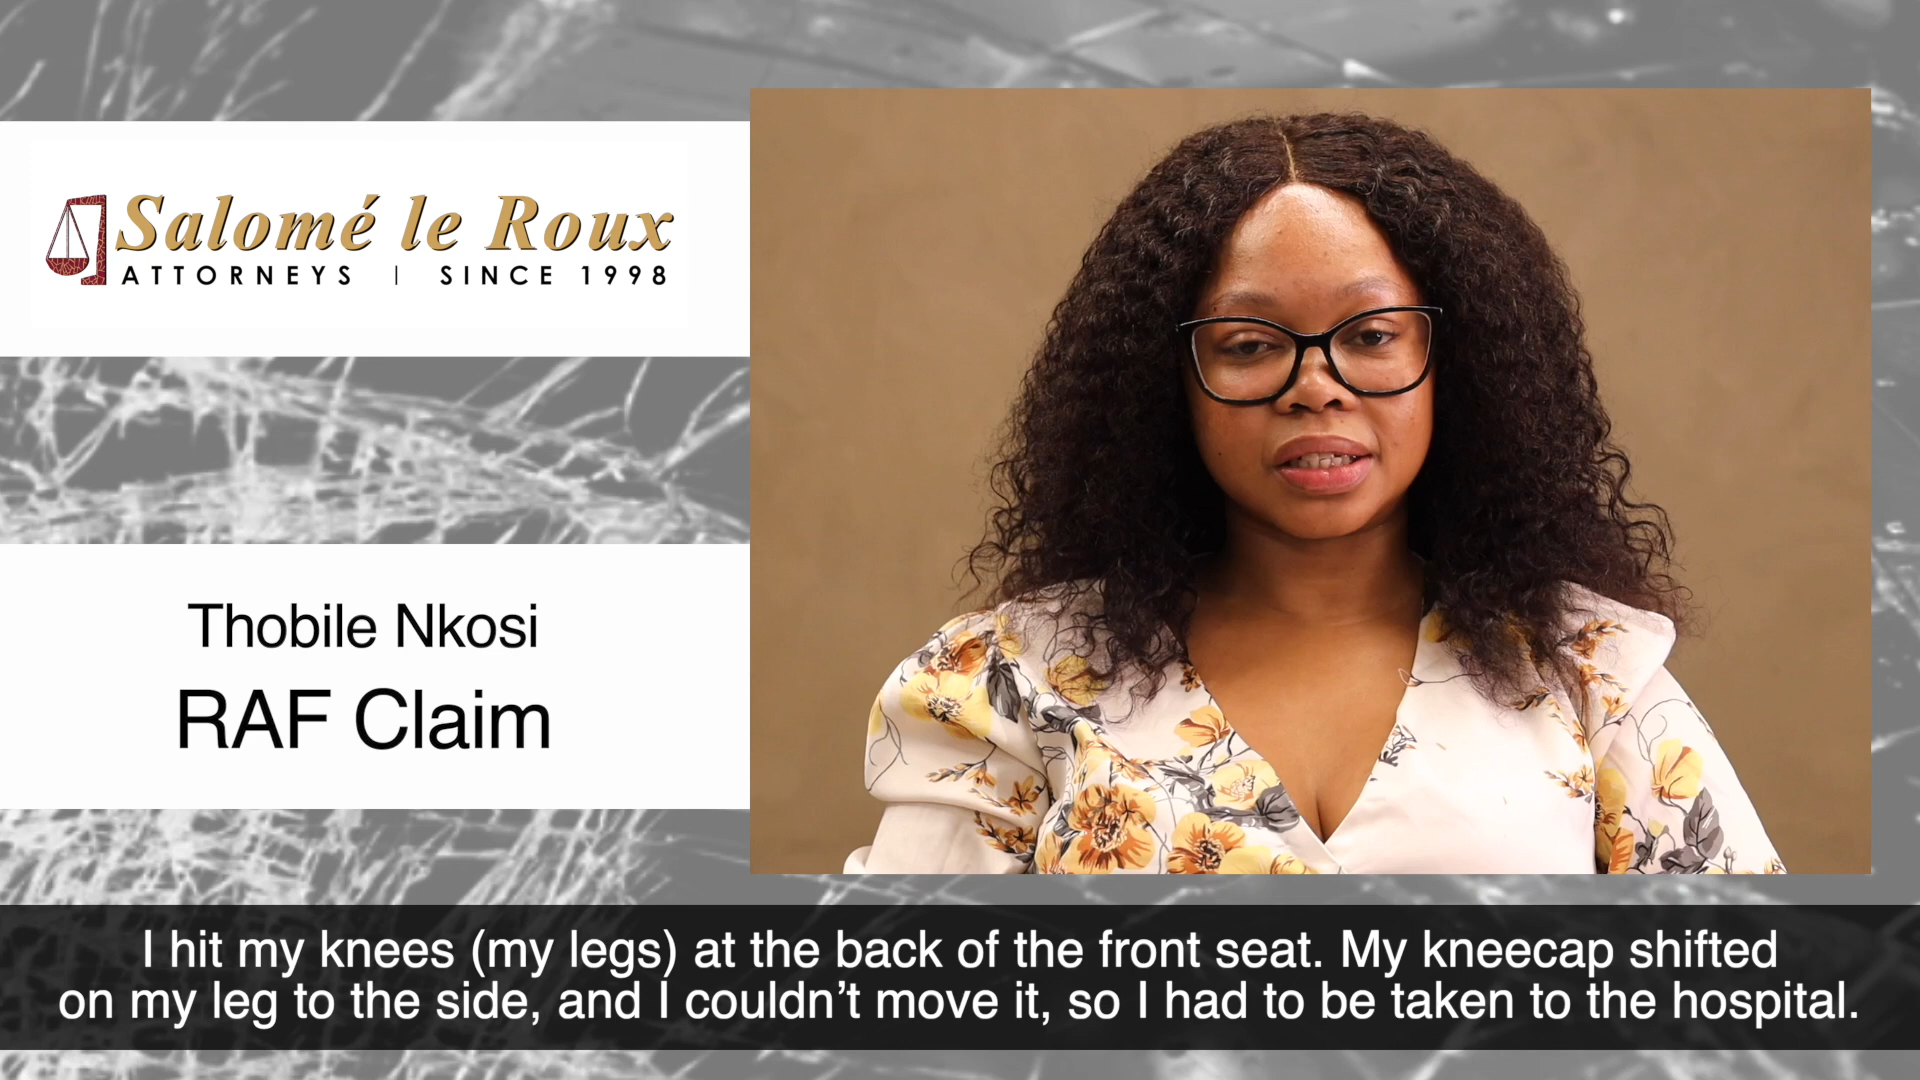 Salomé le Roux
ATTORNEYS | SINCE 1998
Thobile Nkosi
RAF Claim
I hit my knees (my legs) at the back of the front seat. My kneecap shifted
on my leg to the side, and I couldn’t move it, so I had to be taken to the hospital.